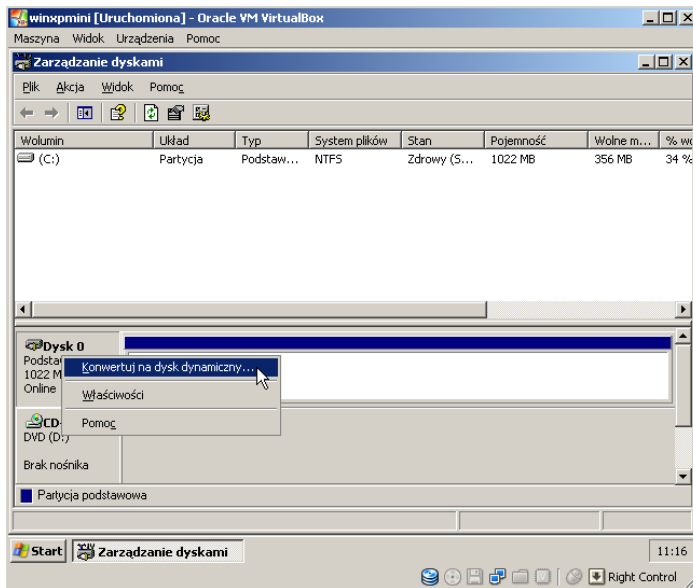 winxpmini [Uruchomiona] - Oracle VM VirtualBox
Maszyna Widok Urządzenia Pomoc
Zarządzanie dyskami
Plik Akcja Widok Pomoc
Wolumin Układ Typ System plików Stan Pojemność Wolne m... % wo
(C:) Partycja Podstaw... NTFS Zdrowy (S... 1022 MB 356 MB 34 %
Dysk 0
Podsta
1022 M
Online
Konwertuj na dysk dynamiczny...
Właściwości
Pomoc
CD-
DVD (D:)
Brak nośnika
Partycja podstawowa
Start Zarządzanie dyskami 11:16
Right Control